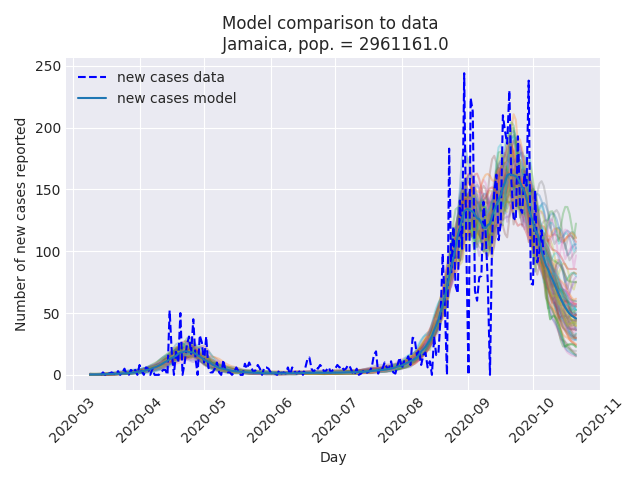 Model comparison to data
Jamaica, pop. = 2961161.0
new cases data
new cases model
Number of new cases reported
250
200
150
100
50
0
2020-03
2020-04
2020-05
2020-06
2020-07
2020-08
2020-09
2020-10
2020-11
Day